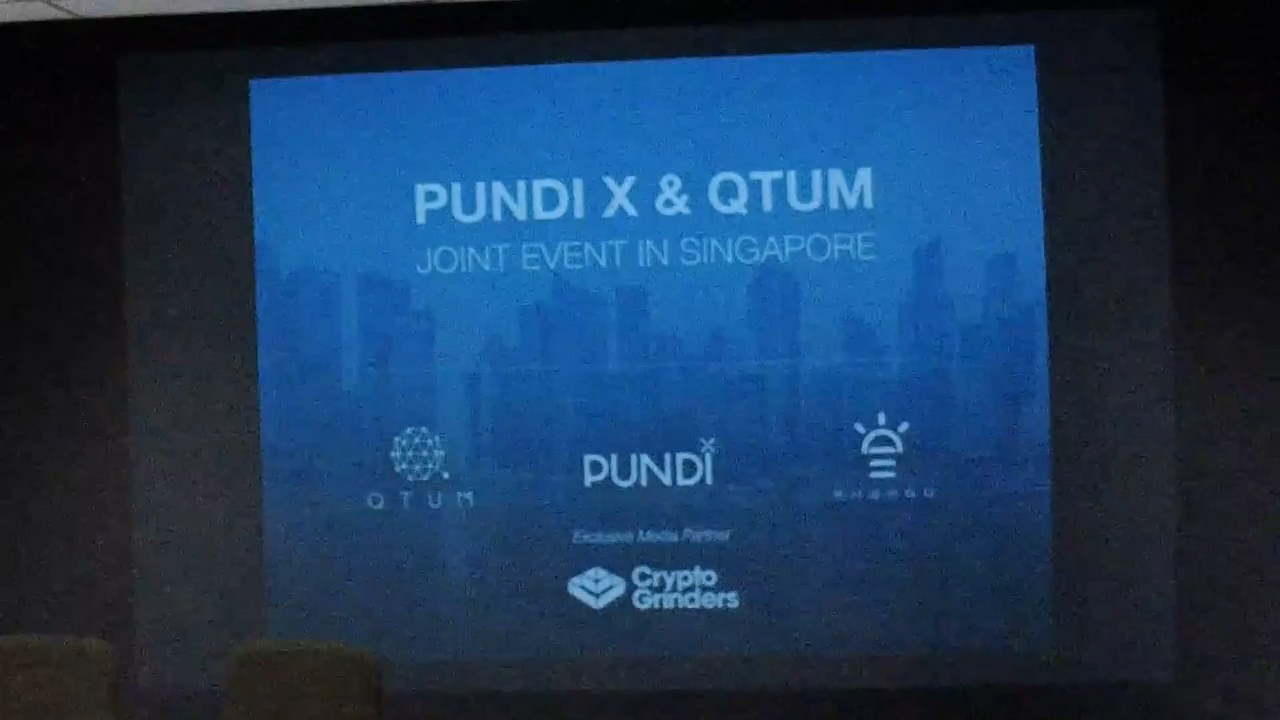 PUNDI X & QTUM
JOINT EVENT IN SINGAPORE
QTUM
PUNDI X
Exclusive Media Partner
Crypto
Grinders